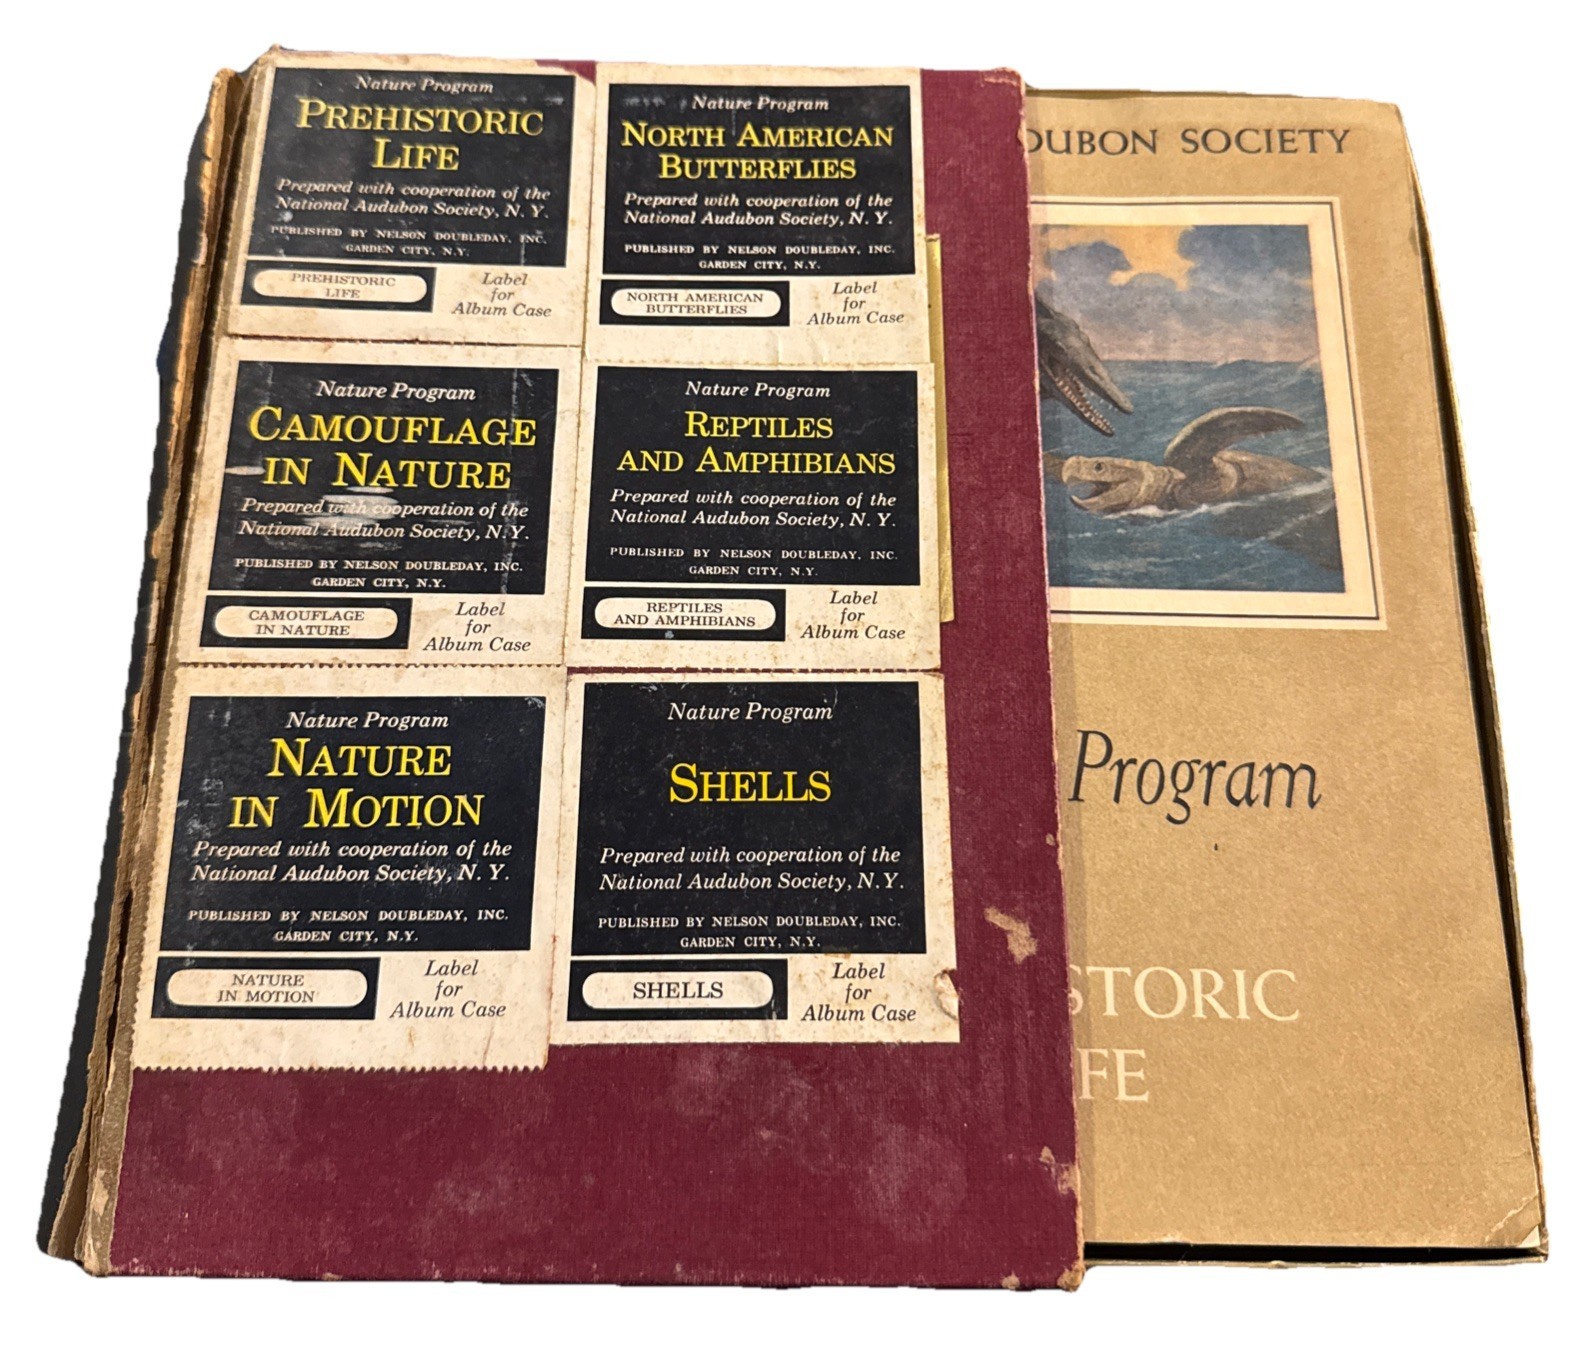 Nature Program
PREHISTORIC
LIFE
Prepared with cooperation of the
National Audubon Society, N. Y.
PUBLISHED BY NELSON DOUBLEDAY, INC.
GARDEN CITY, N.Y.
PREHISTORIC
LIFE
Label
for
Album Case
Nature Program
NORTH AMERICAN
BUTTERFLIES
Prepared with cooperation of the
National Audubon Society, N. Y.
PUBLISHED BY NELSON DOUBLEDAY, INC.
GARDEN CITY, N.Y.
NORTH AMERICAN
BUTTERFLIES
Label
for
Album Case
Nature Program
CAMOUFLAGE
IN NATURE
Prepared with cooperation of the
National Audubon Society, N.Y.
PUBLISHED BY NELSON DOUBLEDAY, INC.
GARDEN CITY, N.Y.
CAMOUFLAGE
IN NATURE
Label
for
Album Case
Nature Program
REPTILES
AND AMPHIBIANS
Prepared with cooperation of the
National Audubon Society, N. Y.
PUBLISHED BY NELSON DOUBLEDAY, INC.
GARDEN CITY, N.Y.
REPTILES
AND AMPHIBIANS
Label
for
Album Case
Nature Program
NATURE
IN MOTION
Prepared with cooperation of the
National Audubon Society, N. Y.
PUBLISHED BY NELSON DOUBLEDAY, INC.
GARDEN CITY, N.Y.
NATURE
IN MOTION
Label
for
Album Case
Nature Program
SHELLS
Prepared with cooperation of the
National Audubon Society, N.Y.
PUBLISHED BY NELSON DOUBLEDAY, INC.
GARDEN CITY, N.Y.
SHELLS
Label
for
Album Case
DUBON SOCIETY
Program
STORIC
FE